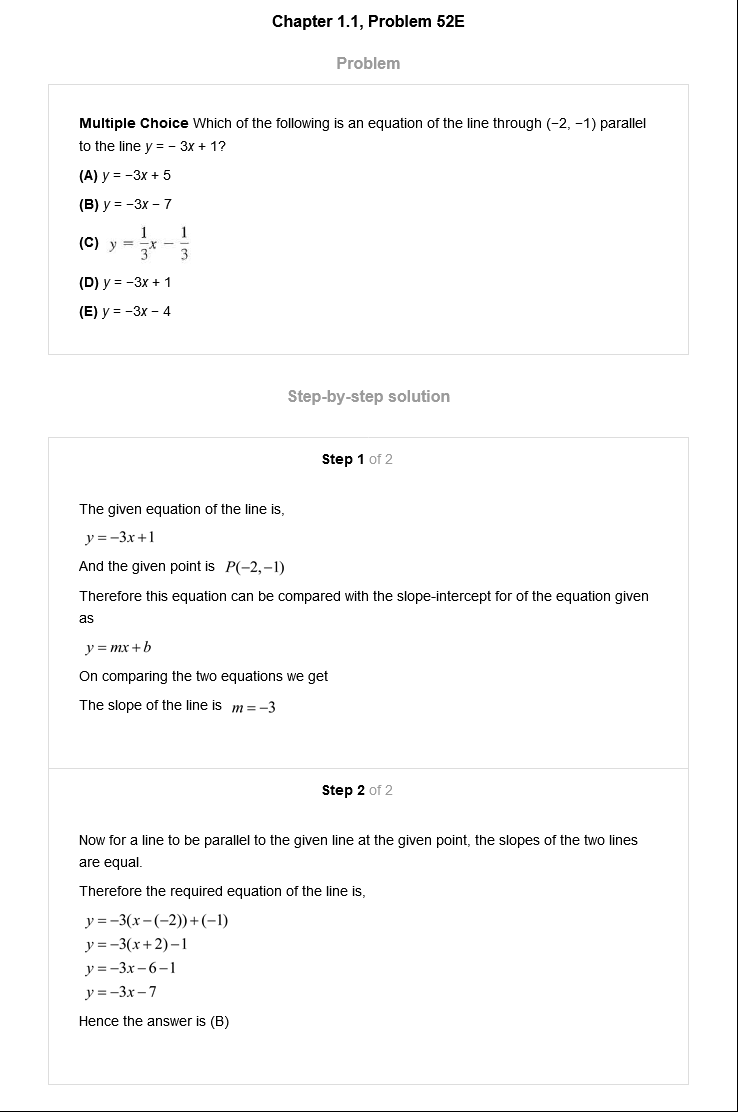 Chapter 1.1, Problem 52E
Problem
Multiple Choice Which of the following is an equation of the line through (−2, −1) parallel
to the line y = − 3x + 1?
(A) y = −3x + 5
(B) y = −3x − 7
(C) y = 1/3 x − 1/3
(D) y = −3x + 1
(E) y = −3x − 4
Step-by-step solution
Step 1 of 2
The given equation of the line is,
y = −3x + 1
And the given point is P(−2, −1)
Therefore this equation can be compared with the slope-intercept for of the equation given
as
y = mx + b
On comparing the two equations we get
The slope of the line is m = −3
Step 2 of 2
Now for a line to be parallel to the given line at the given point, the slopes of the two lines
are equal.
Therefore the required equation of the line is,
y = −3(x − (−2)) + (−1)
y = −3(x + 2) − 1
y = −3x − 6 − 1
y = −3x − 7
Hence the answer is (B)